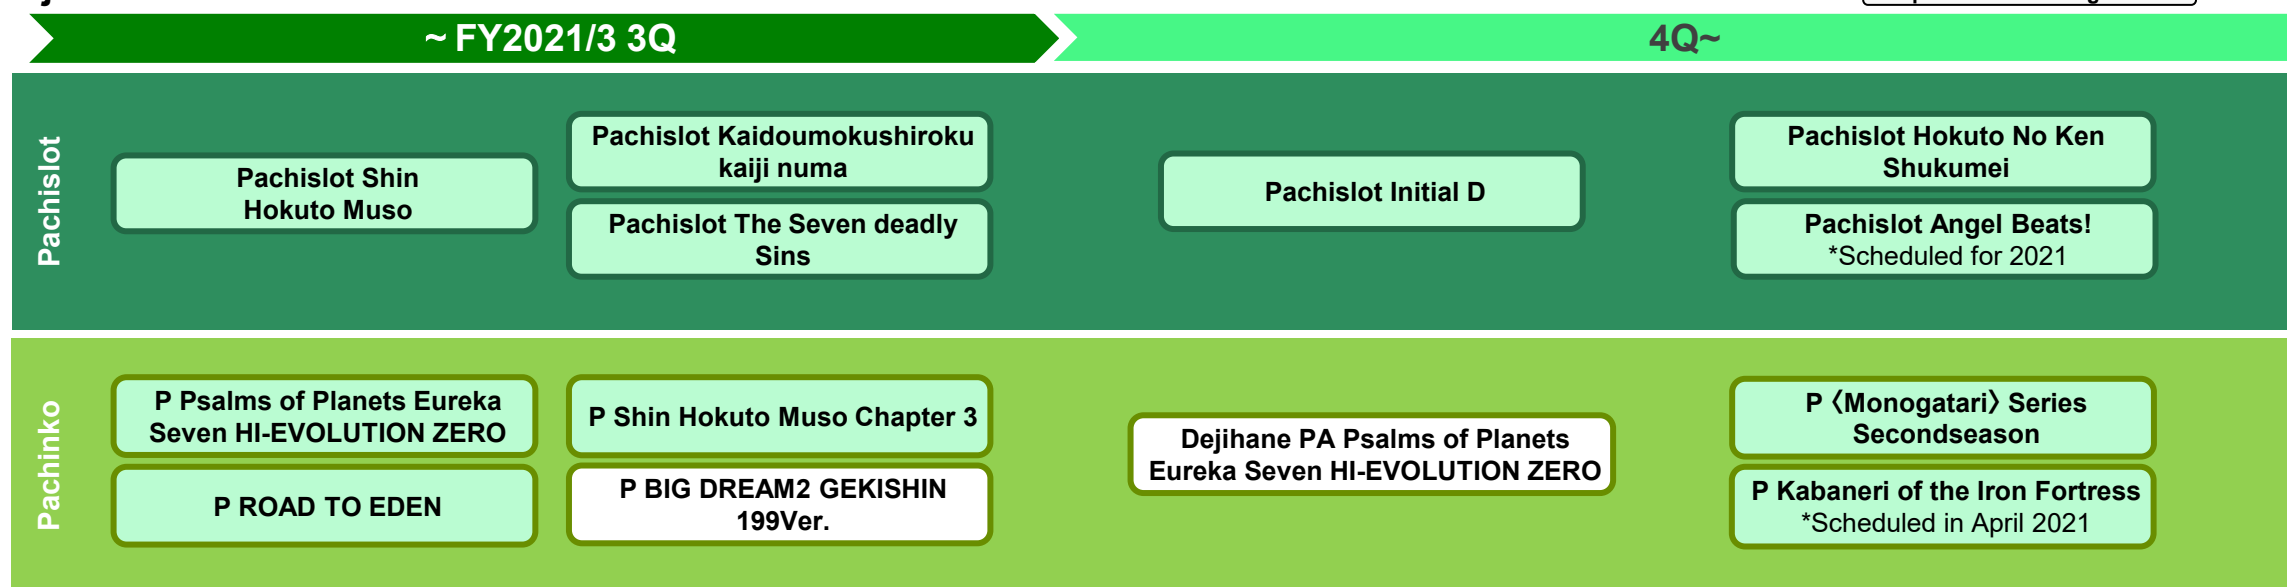 ~ FY2021/3 3Q
4Q~
Pachislot
Pachislot Shin
Hokuto Muso
Pachislot Kaidoumokushiroku
kaiji numa
Pachislot The Seven deadly
Sins
Pachislot Initial D
Pachislot Hokuto No Ken
Shukumei
Pachislot Angel Beats!
*Scheduled for 2021
Pachinko
P Psalms of Planets Eureka
Seven HI-EVOLUTION ZERO
P ROAD TO EDEN
P Shin Hokuto Muso Chapter 3
P BIG DREAM2 GEKISHIN
199Ver.
Dejihane PA Psalms of Planets
Eureka Seven HI-EVOLUTION ZERO
P〈Monogatari〉Series
Secondseason
P Kabaneri of the Iron Fortress
*Scheduled in April 2021